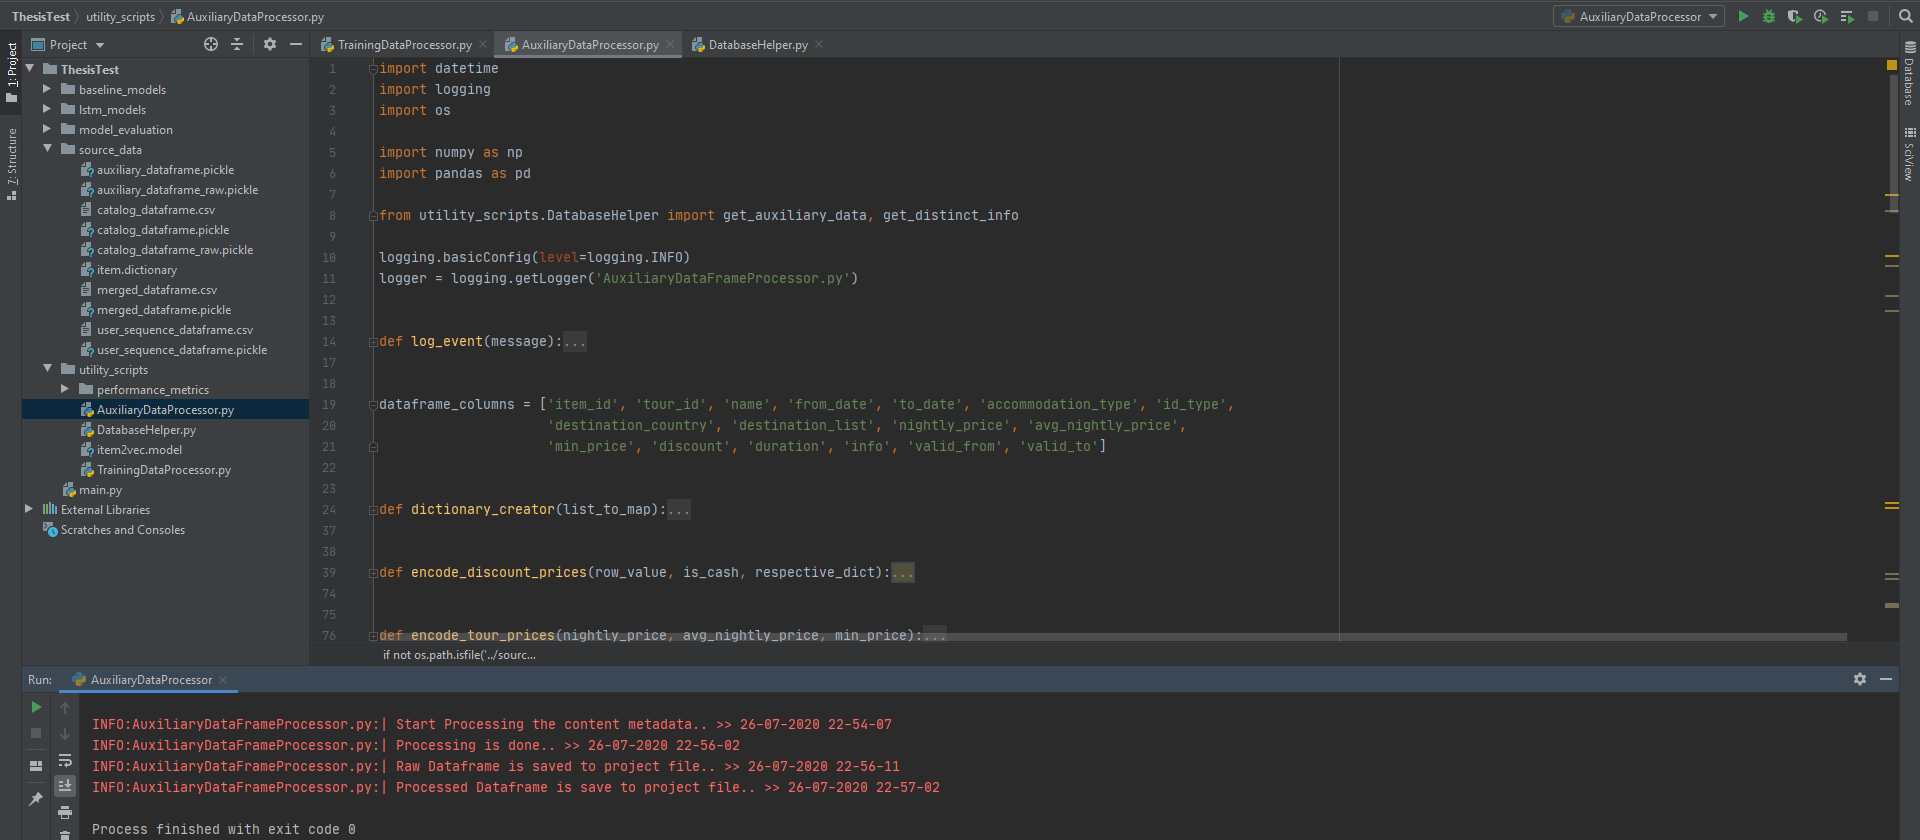 ThesisTest utility_scripts AuxiliaryDataProcessor.py AuxiliaryDataProcessor
Project
TrainingDataProcessor.py AuxiliaryDataProcessor.py DatabaseHelper.py
1: Project
7: Structure
ThesisTest
baseline_models
lstm_models
model_evaluation
source_data
auxiliary_dataframe.pickle
auxiliary_dataframe_raw.pickle
catalog_dataframe.csv
catalog_dataframe.pickle
catalog_dataframe_raw.pickle
item.dictionary
merged_dataframe.csv
merged_dataframe.pickle
user_sequence_dataframe.csv
user_sequence_dataframe.pickle
utility_scripts
performance_metrics
AuxiliaryDataProcessor.py
DatabaseHelper.py
item2vec.model
TrainingDataProcessor.py
main.py
External Libraries
Scratches and Consoles
1 import datetime
2 import logging
3 import os
4
5 import numpy as np
6 import pandas as pd
7
8 from utility_scripts.DatabaseHelper import get_auxiliary_data, get_distinct_info
9
10 logging.basicConfig(level=logging.INFO)
11 logger = logging.getLogger('AuxiliaryDataFrameProcessor.py')
12
13
14 def log_event(message):...
17
18
19 dataframe_columns = ['item_id', 'tour_id', 'name', 'from_date', 'to_date', 'accommodation_type', 'id_type',
20 'destination_country', 'destination_list', 'nightly_price', 'avg_nightly_price',
21 'min_price', 'discount', 'duration', 'info', 'valid_from', 'valid_to']
22
23
24 def dictionary_creator(list_to_map):...
37
38
39 def encode_discount_prices(row_value, is_cash, respective_dict):...
74
75
76 def encode_tour_prices(nightly_price, avg_nightly_price, min_price):...
if not os.path.isfile('../sourc...
Database
SciView
Run: AuxiliaryDataProcessor
INFO:AuxiliaryDataFrameProcessor.py:| Start Processing the content metadata.. >> 26-07-2020 22-54-07
INFO:AuxiliaryDataFrameProcessor.py:| Processing is done.. >> 26-07-2020 22-56-02
INFO:AuxiliaryDataFrameProcessor.py:| Raw Dataframe is saved to project file.. >> 26-07-2020 22-56-11
INFO:AuxiliaryDataFrameProcessor.py:| Processed Dataframe is save to project file.. >> 26-07-2020 22-57-02
Process finished with exit code 0